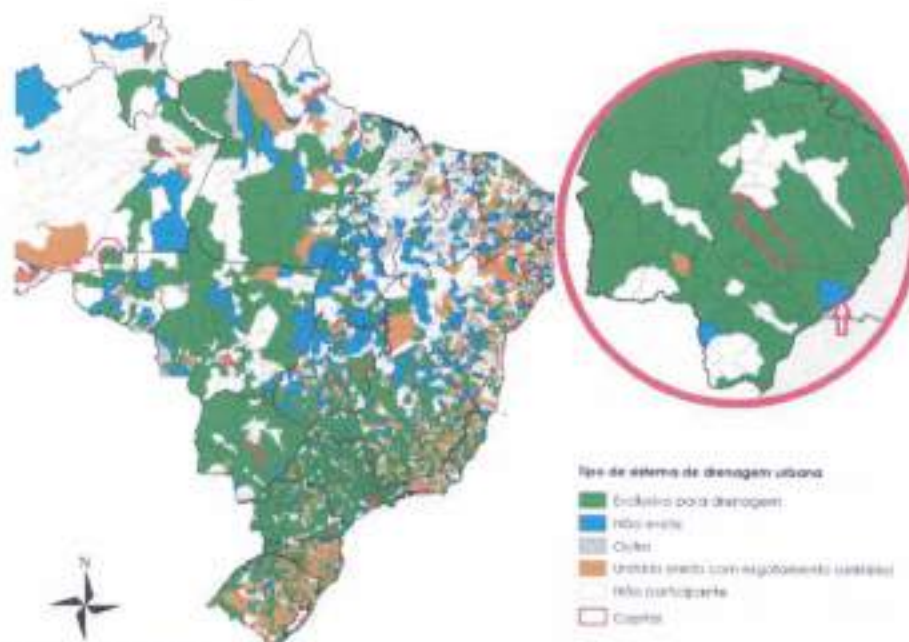 Tipo de sistema de drenagem urbana
Exclusivo para drenagem
Não existe
Outro
Unitário (misto com esgotamento sanitário)
Não participante
Capital
N